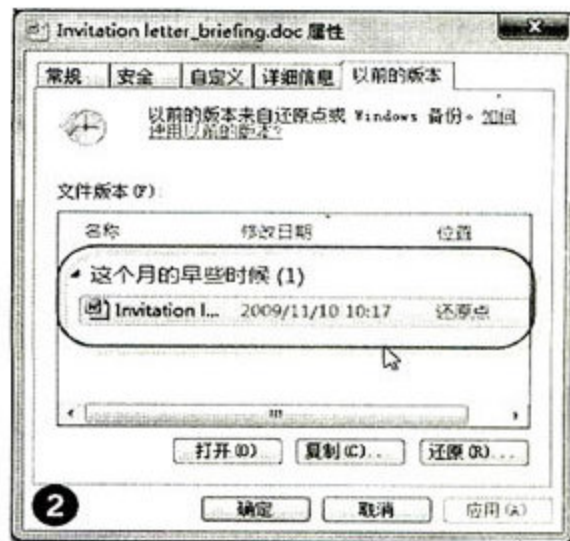 Invitation letter_briefing.doc 属性
常规 安全 自定义 详细信息 以前的版本
以前的版本来自还原点或 Windows 备份。如何
使用以前的版本?
文件版本(F)
名称 修改日期 位置
这个月的早些时候 (1)
Invitation l... 2009/11/10 10:17 还原点
打开(O) 复制(C)... 还原(R)...
2 确定 取消 应用(A)